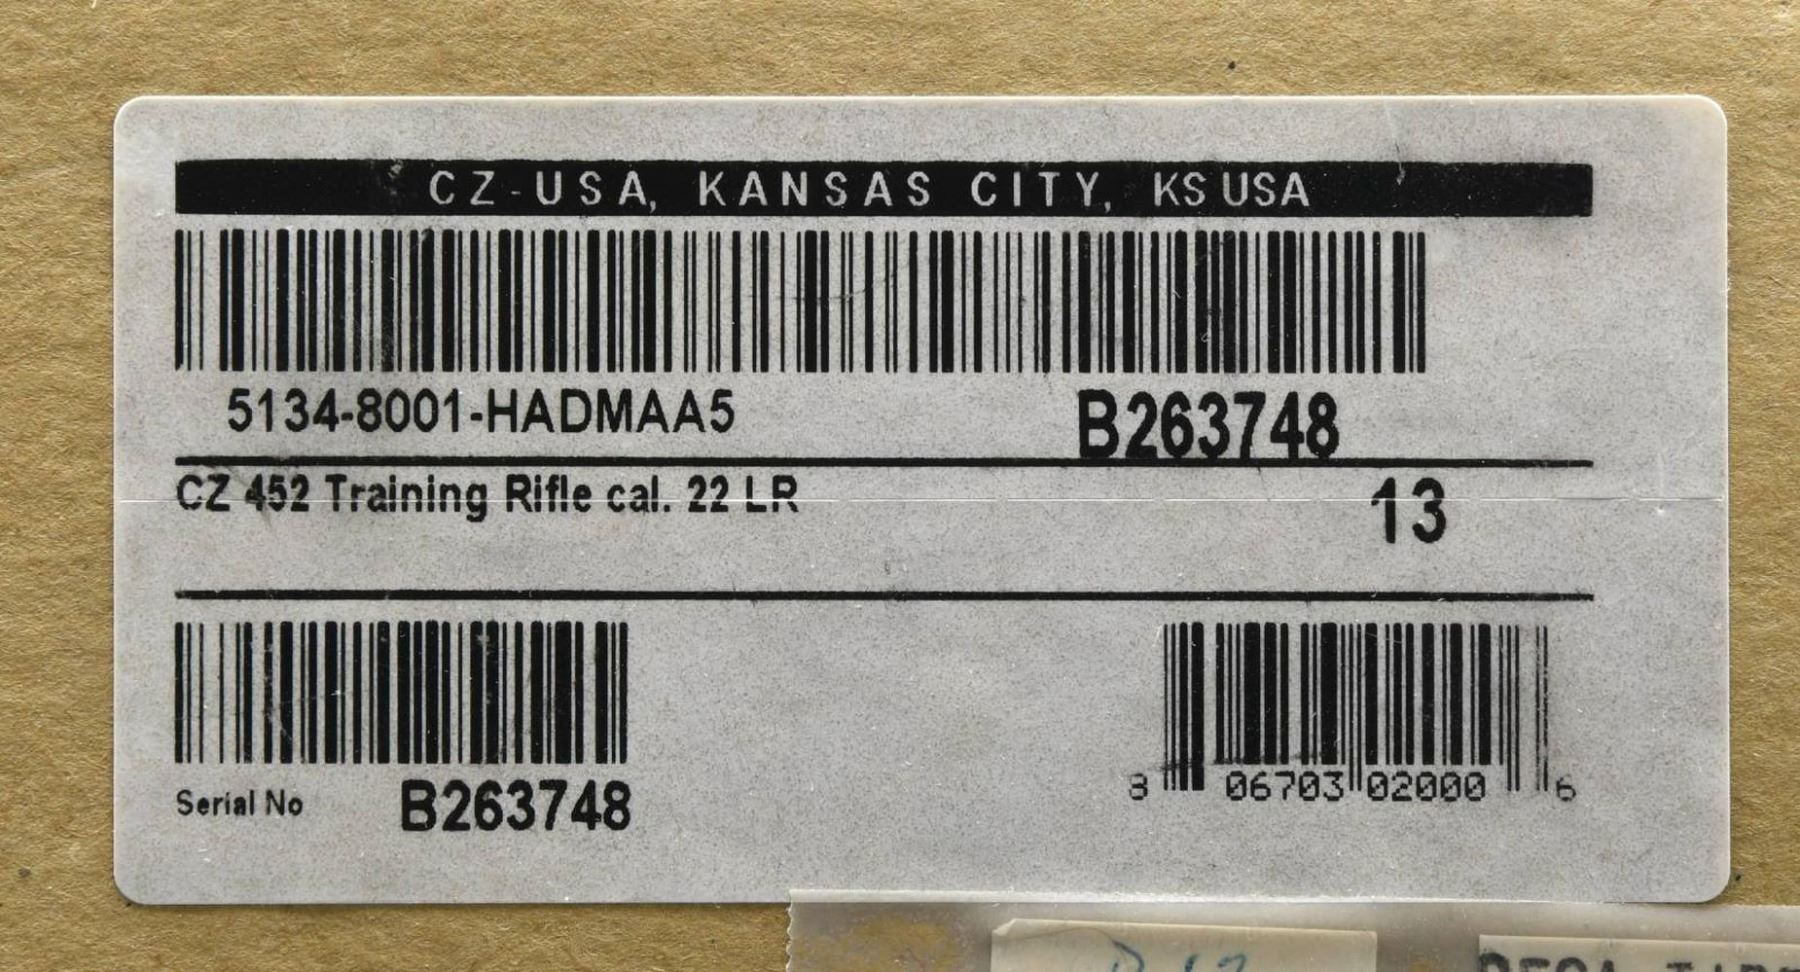 CZ-USA, KANSAS CITY, KS USA
5134-8001-HADMAA5 B263748
CZ 452 Training Rifle cal. 22 LR 13
8 06703 02000 6
Serial No B263748